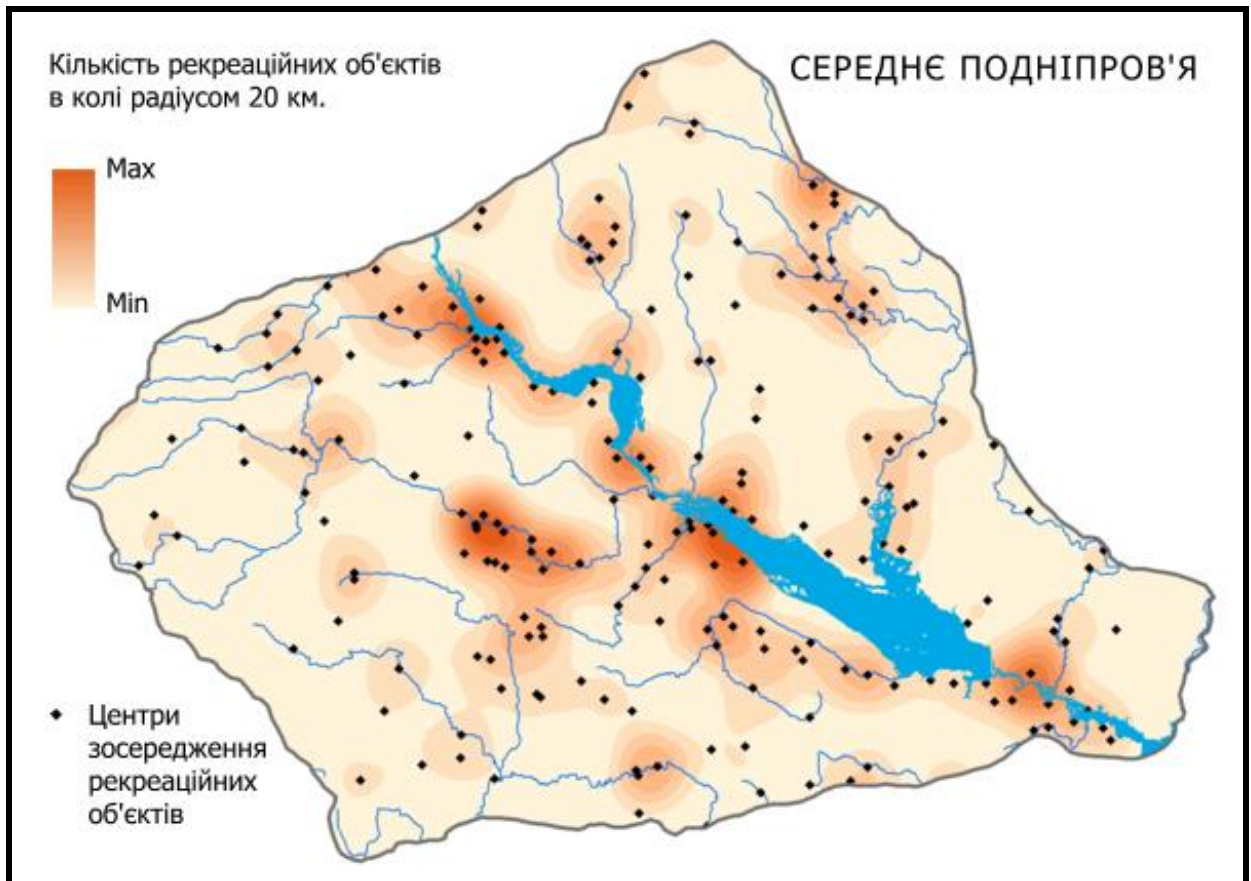 Кількість рекреаційних об'єктів
в колі радіусом 20 км.
СЕРЕДНЄ ПОДНІПРОВ'Я
Max
Min
Центри
зосередження
рекреаційних
об'єктів